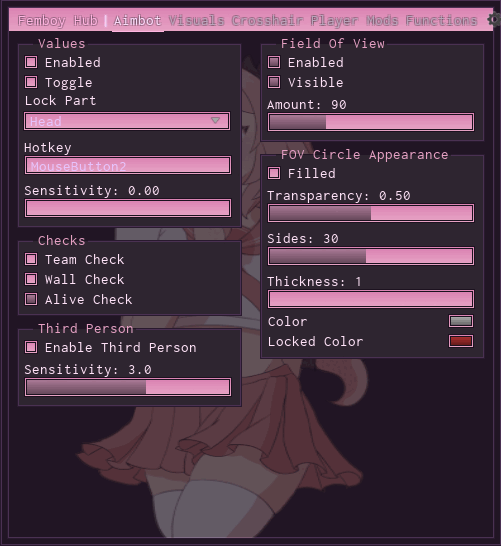 Femboy Hub | Aimbot Visuals Crosshair Player Mods Functions
Values
Enabled
Toggle
Lock Part
Head
Hotkey
MouseButton2
Sensitivity: 0.00
Checks
Team Check
Wall Check
Alive Check
Third Person
Enable Third Person
Sensitivity: 3.0
Field Of View
Enabled
Visible
Amount: 90
FOV Circle Appearance
Filled
Transparency: 0.50
Sides: 30
Thickness: 1
Color
Locked Color